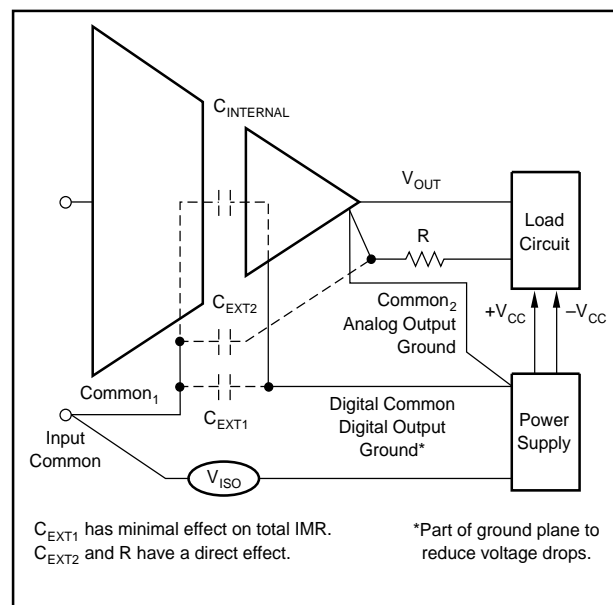 C_INTERNAL
V_OUT
Load
Circuit
R
C_EXT2
Common_2
Analog Output
Ground
+V_CC
–V_CC
Common_1
C_EXT1
Digital Common
Digital Output
Ground*
Power
Supply
Input
Common
V_ISO
C_EXT1 has minimal effect on total IMR.
C_EXT2 and R have a direct effect.
*Part of ground plane to
reduce voltage drops.